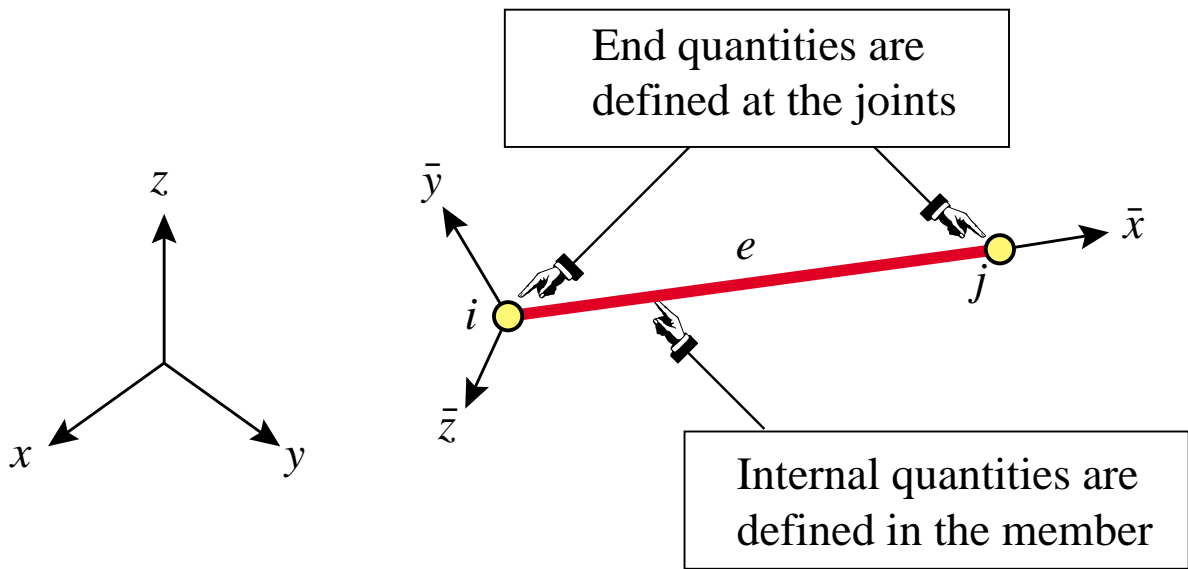 End quantities are
defined at the joints
z
ȳ
x̄
e
i
j
z̄
x
y
Internal quantities are
defined in the member